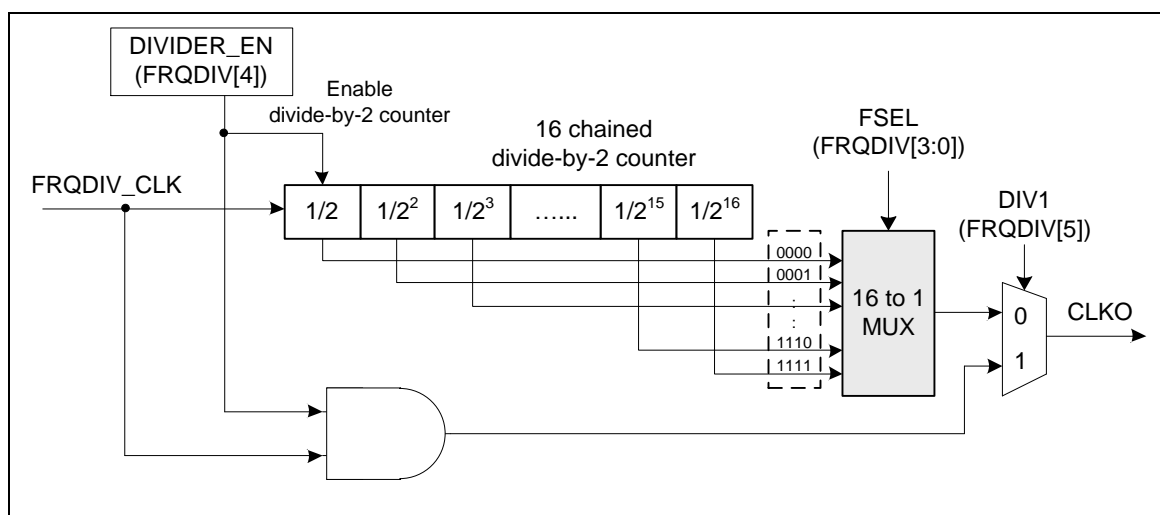 DIVIDER_EN
(FRQDIV[4])
Enable
divide-by-2 counter
16 chained
divide-by-2 counter
FSEL
(FRQDIV[3:0])
FRQDIV_CLK
1/2 1/2² 1/2³ …... 1/2¹⁵ 1/2¹⁶
DIV1
(FRQDIV[5])
0000
0001
:
:
1110
1111
16 to 1
MUX
0
1
CLKO